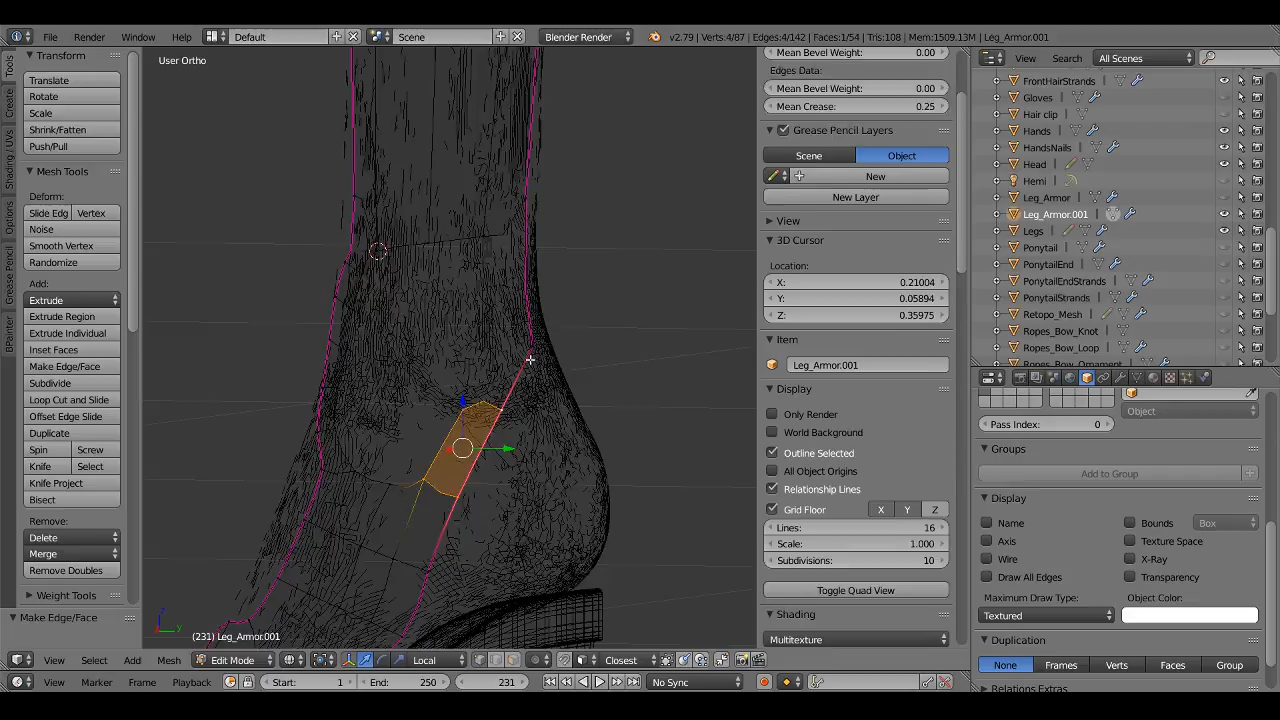 File Render Window Help Default Scene Blender Render v2.79 | Verts:4/87 | Edges:4/142 | Faces:1/54 | Tris:108 | Mem:1509.13M | Leg_Armor.001
Tools
Create
Shading / UVs
Options
Grease Pencil
BPainter
Transform
Translate
Rotate
Scale
Shrink/Fatten
Push/Pull
Mesh Tools
Deform:
Slide Edg Vertex
Noise
Smooth Vertex
Randomize
Add:
Extrude
Extrude Region
Extrude Individual
Inset Faces
Make Edge/Face
Subdivide
Loop Cut and Slide
Offset Edge Slide
Duplicate
Spin Screw
Knife Select
Knife Project
Bisect
Remove:
Delete
Merge
Remove Doubles
Weight Tools
Make Edge/Face
User Ortho
(231) Leg_Armor.001
Mean Bevel Weight: 0.00
Edges Data:
Mean Bevel Weight: 0.00
Mean Crease: 0.25
Grease Pencil Layers
Scene Object
New
New Layer
View
3D Cursor
Location:
X: 0.21004
Y: 0.05894
Z: 0.35975
Item
Leg_Armor.001
Display
Only Render
World Background
Outline Selected
All Object Origins
Relationship Lines
Grid Floor X Y Z
Lines: 16
Scale: 1.000
Subdivisions: 10
Toggle Quad View
Shading
Multitexture
View Search All Scenes
FrontHairStrands
Gloves
Hair clip
Hands
HandsNails
Head
Hemi
Leg_Armor
Leg_Armor.001
Legs
Ponytail
PonytailEnd
PonytailEndStrands
PonytailStrands
Retopo_Mesh
Ropes_Bow_Knot
Ropes_Bow_Loop
Ropes_Bow_Ornament
Object
Pass Index: 0
Groups
Add to Group
Display
Name Bounds Box
Axis Texture Space
Wire X-Ray
Draw All Edges Transparency
Maximum Draw Type: Object Color:
Textured
Duplication
None Frames Verts Faces Group
Relations Extras
View Select Add Mesh Edit Mode Local Closest
View Marker Frame Playback Start: 1 End: 250 231 No Sync
z
y